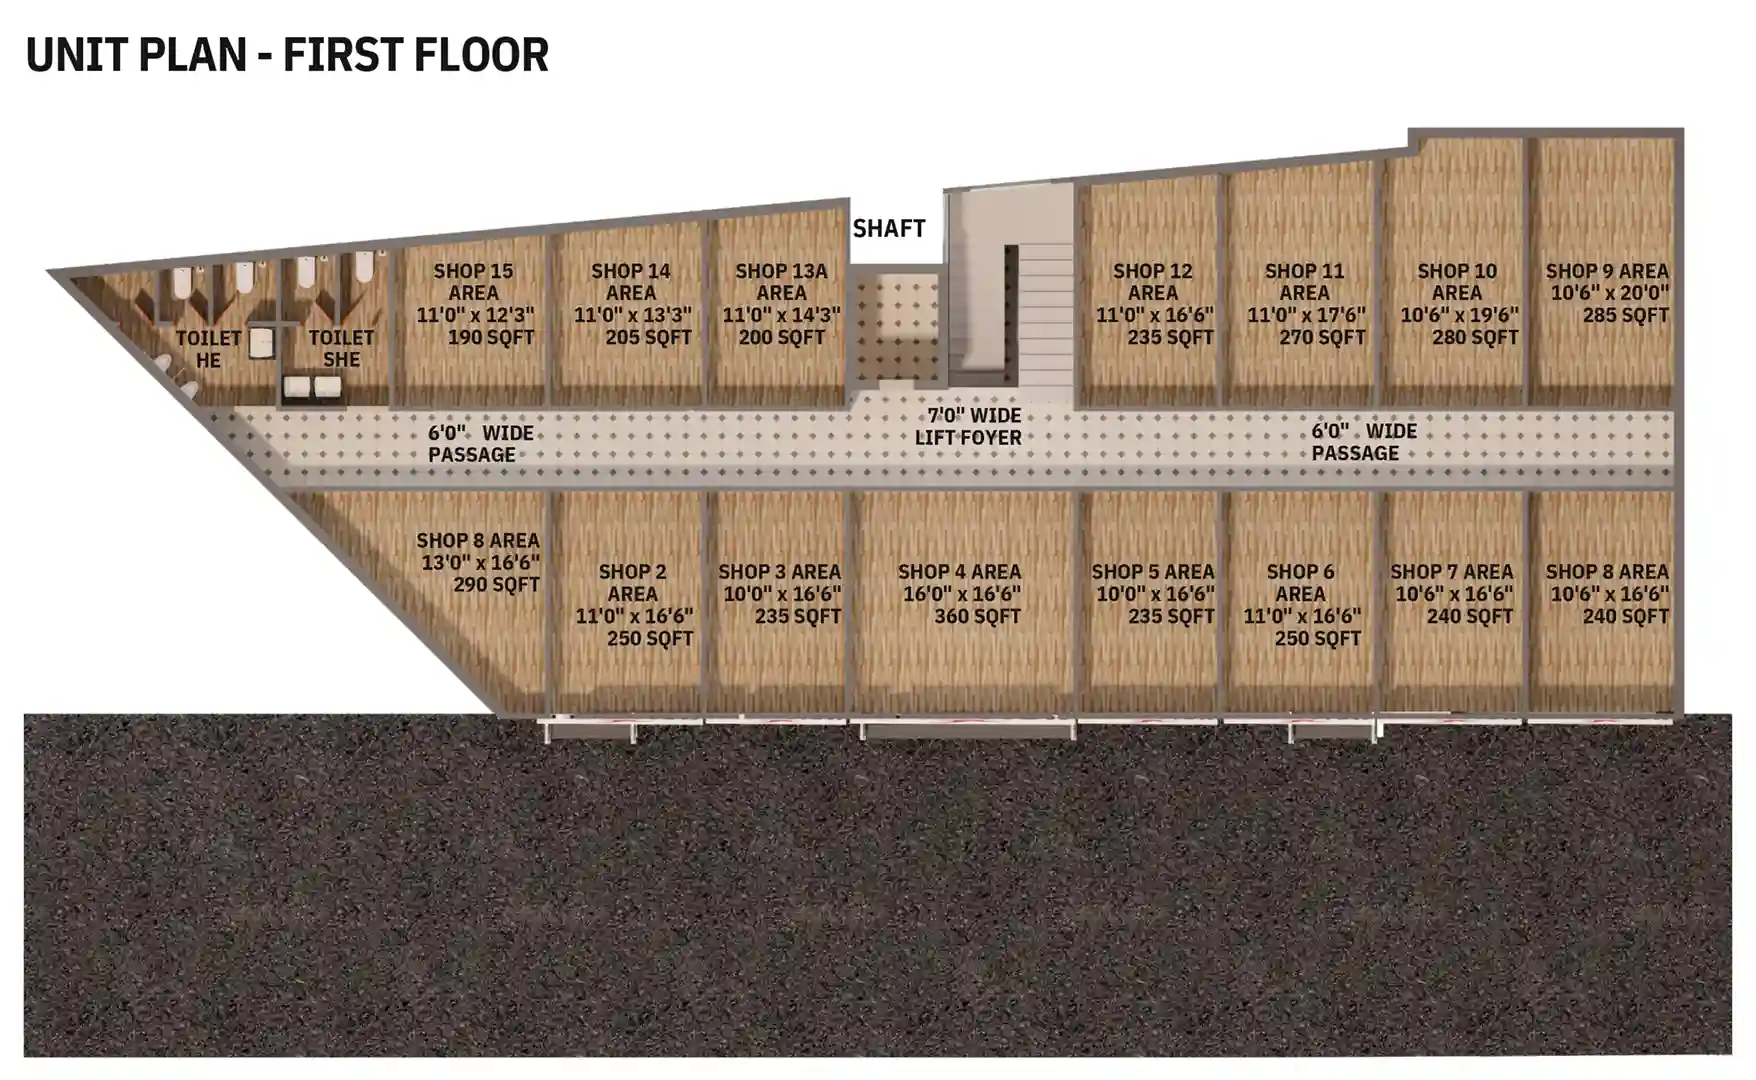 UNIT PLAN - FIRST FLOOR
SHAFT
SHOP 15
AREA
11'0" x 12'3"
190 SQFT
SHOP 14
AREA
11'0" x 13'3"
205 SQFT
SHOP 13A
AREA
11'0" x 14'3"
200 SQFT
SHOP 12
AREA
11'0" x 16'6"
235 SQFT
SHOP 11
AREA
11'0" x 17'6"
270 SQFT
SHOP 10
AREA
10'6" x 19'6"
280 SQFT
SHOP 9 AREA
10'6" x 20'0"
285 SQFT
TOILET
HE
TOILET
SHE
6'0" WIDE
PASSAGE
7'0" WIDE
LIFT FOYER
6'0" WIDE
PASSAGE
SHOP 8 AREA
13'0" x 16'6"
290 SQFT
SHOP 2
AREA
11'0" x 16'6"
250 SQFT
SHOP 3 AREA
10'0" x 16'6"
235 SQFT
SHOP 4 AREA
16'0" x 16'6"
360 SQFT
SHOP 5 AREA
10'0" x 16'6"
235 SQFT
SHOP 6
AREA
11'0" x 16'6"
250 SQFT
SHOP 7 AREA
10'6" x 16'6"
240 SQFT
SHOP 8 AREA
10'6" x 16'6"
240 SQFT